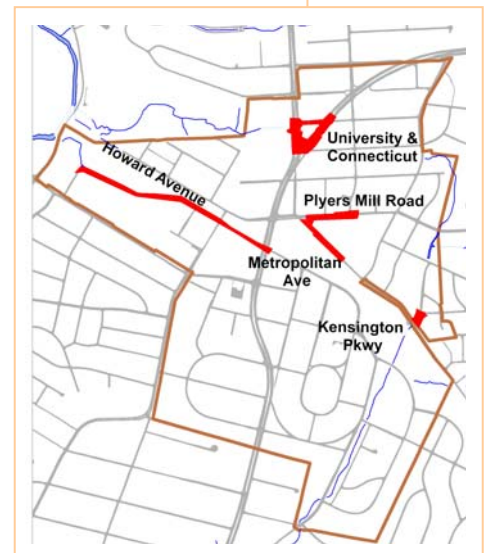 University &
Connecticut
Howard Avenue
Plyers Mill Road
Metropolitan
Ave
Kensington
Pkwy